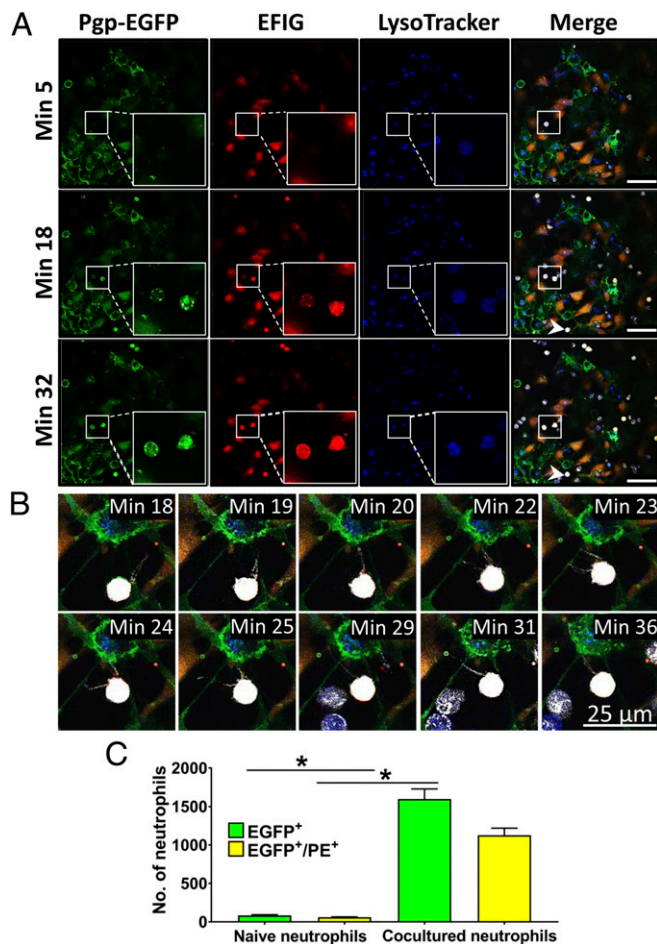 A
Pgp-EGFP EFIG LysoTracker Merge
Min 5
Min 18
Min 32
B
Min 18 Min 19 Min 20 Min 22 Min 23
Min 24 Min 25 Min 29 Min 31 Min 36
25 µm
C
No. of neutrophils
2000
1500
1000
500
0
* *
EGFP+
EGFP+/PE+
Naive neutrophils Cocultured neutrophils